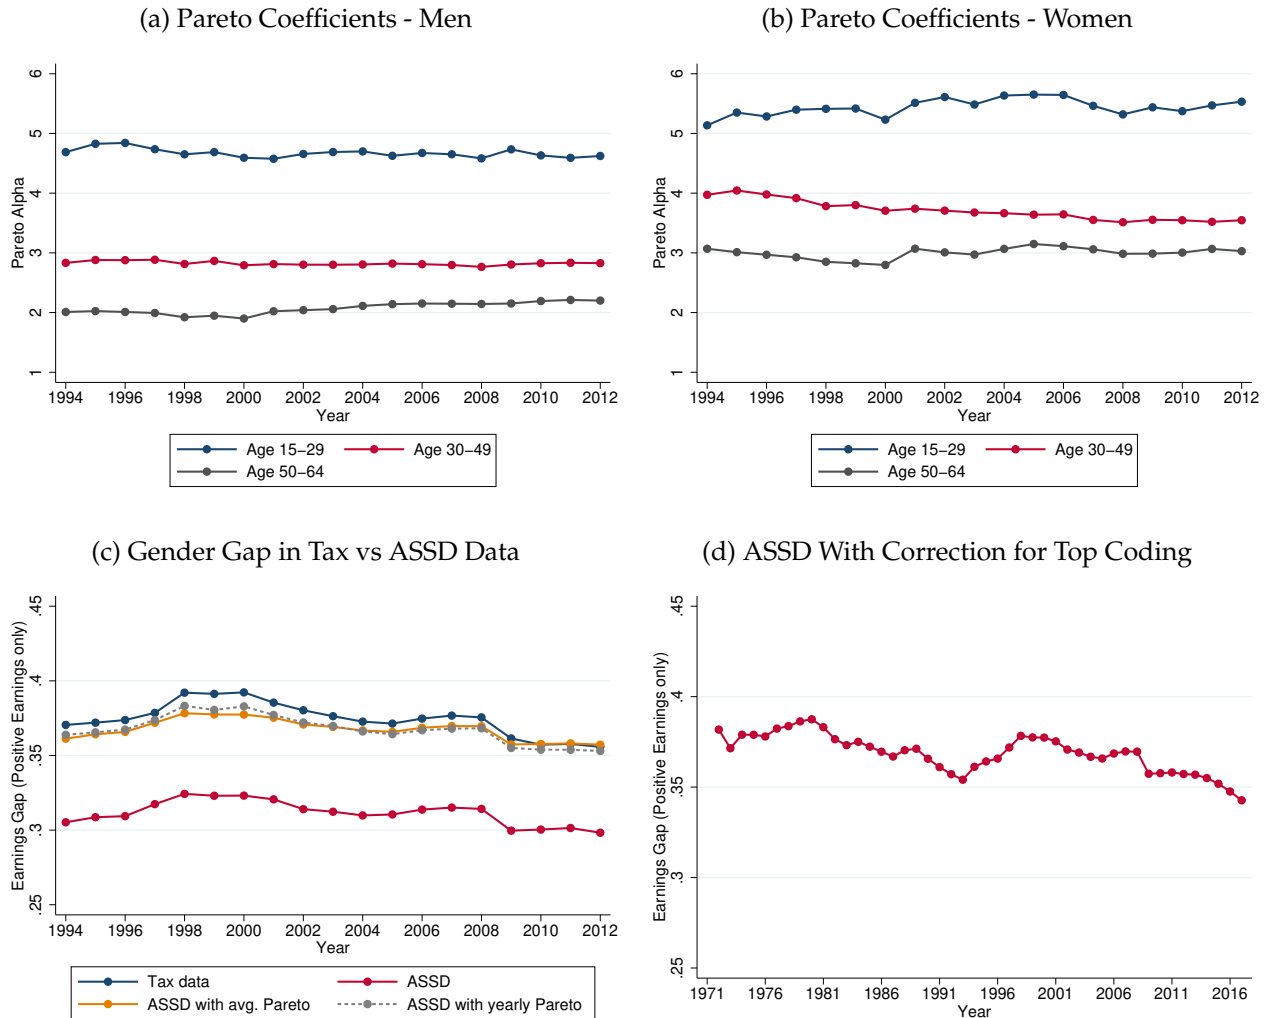 (a) Pareto Coefficients - Men
Pareto Alpha
6
5
4
3
2
1
1994 1996 1998 2000 2002 2004 2006 2008 2010 2012
Year
Age 15–29 Age 30–49
Age 50–64
(b) Pareto Coefficients - Women
Pareto Alpha
6
5
4
3
2
1
1994 1996 1998 2000 2002 2004 2006 2008 2010 2012
Year
Age 15–29 Age 30–49
Age 50–64
(c) Gender Gap in Tax vs ASSD Data
Earnings Gap (Positive Earnings only)
.45
.4
.35
.3
.25
1994 1996 1998 2000 2002 2004 2006 2008 2010 2012
Year
Tax data ASSD
ASSD with avg. Pareto ASSD with yearly Pareto
(d) ASSD With Correction for Top Coding
Earnings Gap (Positive Earnings only)
.45
.4
.35
.3
.25
1971 1976 1981 1986 1991 1996 2001 2006 2011 2016
Year